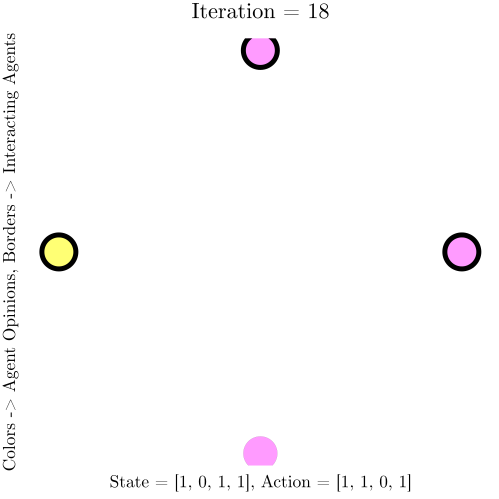 Iteration = 18
Colors -> Agent Opinions, Borders -> Interacting Agents
State = [1, 0, 1, 1], Action = [1, 1, 0, 1]